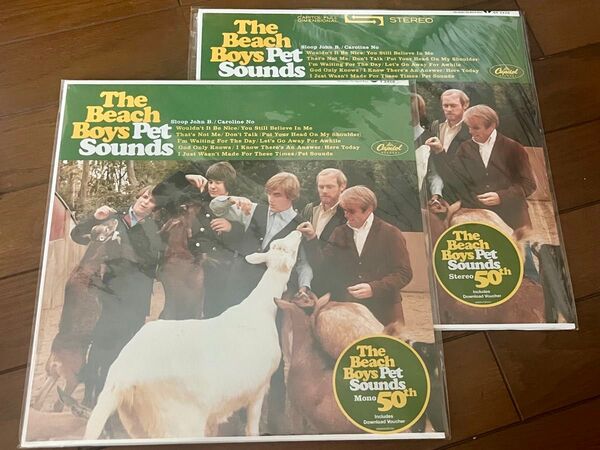 The
Beach
Boys Pet
Sounds
Sloop John B./Caroline No
Wouldn't It Be Nice/You Still Believe In Me
That's Not Me/Don't Talk (Put Your Head On My Shoulder)
I'm Waiting For The Day/Let's Go Away For Awhile
God Only Knows/I Know There's An Answer/Here Today
I Just Wasn't Made For These Times/Pet Sounds
Capitol
The
Beach
Boys Pet
Sounds
Mono 50th
Includes
Download Voucher
CAPITOL FULL
DIMENSIONAL
STEREO
The
Beach
Boys Pet
Sounds
Sloop John B./Caroline No
Wouldn't It Be Nice/You Still Believe In Me
That's Not Me/Don't Talk (Put Your Head On My Shoulder)
I'm Waiting For The Day/Let's Go Away For Awhile
God Only Knows/I Know There's An Answer/Here Today
I Just Wasn't Made For These Times/Pet Sounds
Capitol
The
Beach
Boys Pet
Sounds
Stereo 50th
Includes
Download Voucher